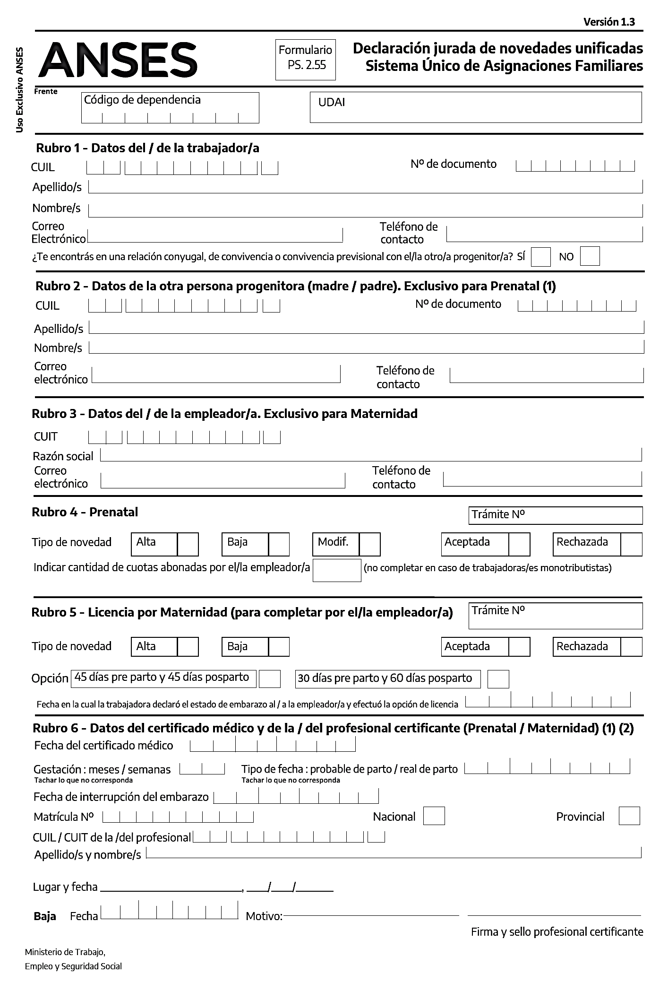 Versión 1.3
Uso Exclusivo ANSES
ANSES
Formulario
PS. 2.55
Declaración jurada de novedades unificadas
Sistema Único de Asignaciones Familiares
Frente
Código de dependencia
UDAI
Rubro 1 - Datos del / de la trabajador/a
CUIL Nº de documento
Apellido/s
Nombre/s
Correo
Electrónico
Teléfono de
contacto
¿Te encontrás en una relación conyugal, de convivencia o convivencia previsional con el/la otro/a progenitor/a? SÍ NO
Rubro 2 - Datos de la otra persona progenitora (madre / padre). Exclusivo para Prenatal (1)
CUIL Nº de documento
Apellido/s
Nombre/s
Correo
electrónico
Teléfono de
contacto
Rubro 3 - Datos del / de la empleador/a. Exclusivo para Maternidad
CUIT
Razón social
Correo
electrónico
Teléfono de
contacto
Rubro 4 - Prenatal Trámite Nº
Tipo de novedad Alta Baja Modif. Aceptada Rechazada
Indicar cantidad de cuotas abonadas por el/la empleador/a (no completar en caso de trabajadoras/es monotributistas)
Rubro 5 - Licencia por Maternidad (para completar por el/la empleador/a) Trámite Nº
Tipo de novedad Alta Baja Aceptada Rechazada
Opción 45 días pre parto y 45 días posparto 30 días pre parto y 60 días posparto
Fecha en la cual la trabajadora declaró el estado de embarazo al / a la empleador/a y efectuó la opción de licencia
Rubro 6 - Datos del certificado médico y de la / del profesional certificante (Prenatal / Maternidad) (1) (2)
Fecha del certificado médico
Gestación : meses / semanas Tipo de fecha : probable de parto / real de parto
Tachar lo que no corresponda Tachar lo que no corresponda
Fecha de interrupción del embarazo
Matrícula Nº Nacional Provincial
CUIL / CUIT de la /del profesional
Apellido/s y nombre/s
Lugar y fecha ____________, ___/___/_____
Baja Fecha Motivo:
Firma y sello profesional certificante
Ministerio de Trabajo,
Empleo y Seguridad Social